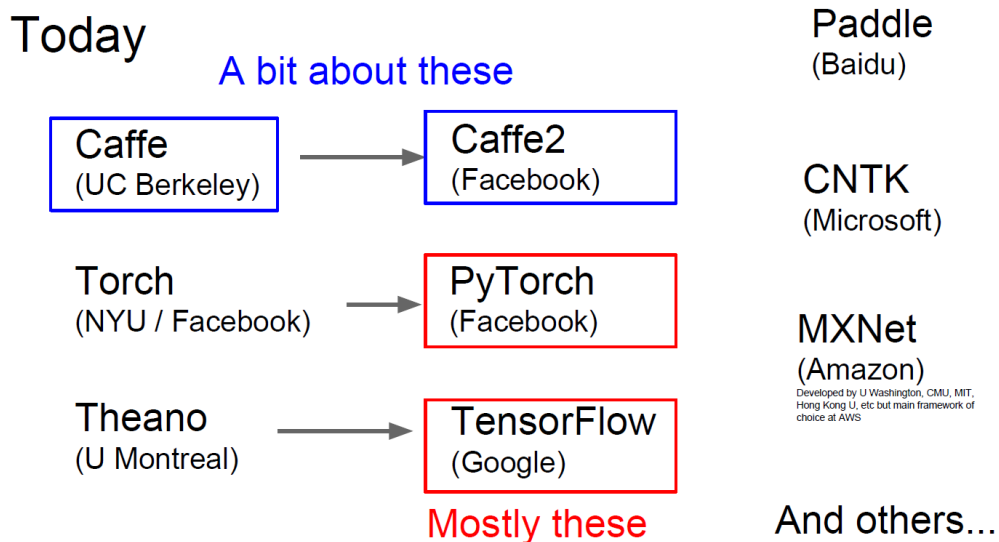 Today
A bit about these
Caffe
(UC Berkeley)
Caffe2
(Facebook)
Torch
(NYU / Facebook)
PyTorch
(Facebook)
Theano
(U Montreal)
TensorFlow
(Google)
Mostly these
Paddle
(Baidu)
CNTK
(Microsoft)
MXNet
(Amazon)
Developed by U Washington, CMU, MIT,
Hong Kong U, etc but main framework of
choice at AWS
And others...